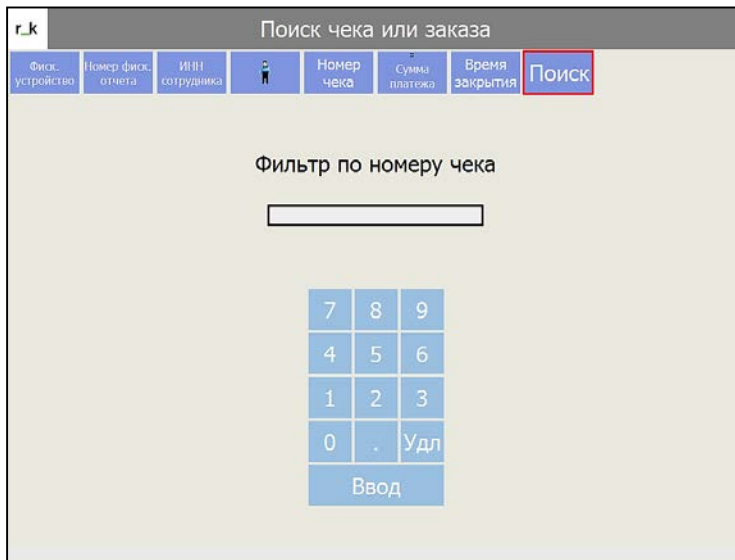 r_k
Поиск чека или заказа
Фиск.
устройство
Номер фиск.
отчета
ИНН
сотрудника
Номер
чека
Сумма
платежа
Время
закрытия
Поиск
Фильтр по номеру чека
7 8 9
4 5 6
1 2 3
0 . Удл
Ввод